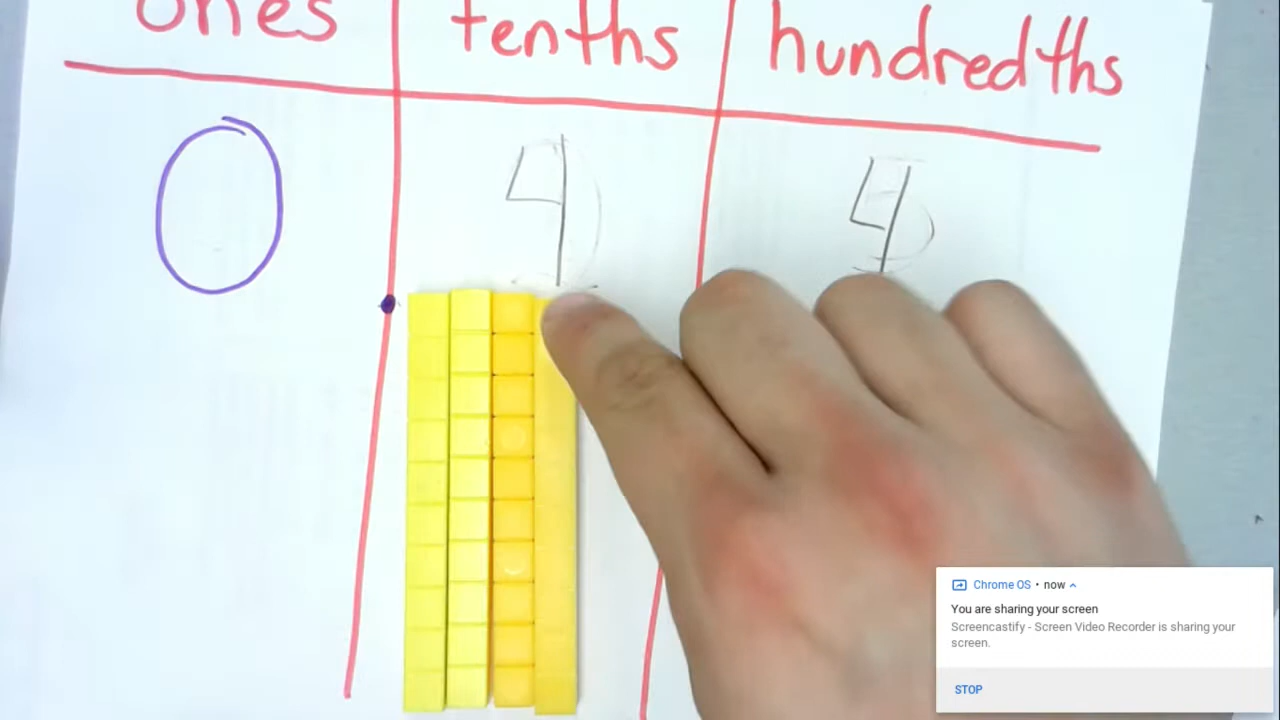 ones tenths hundredths
0 4 4
Chrome OS • now
You are sharing your screen
Screencastify - Screen Video Recorder is sharing your
screen.
STOP